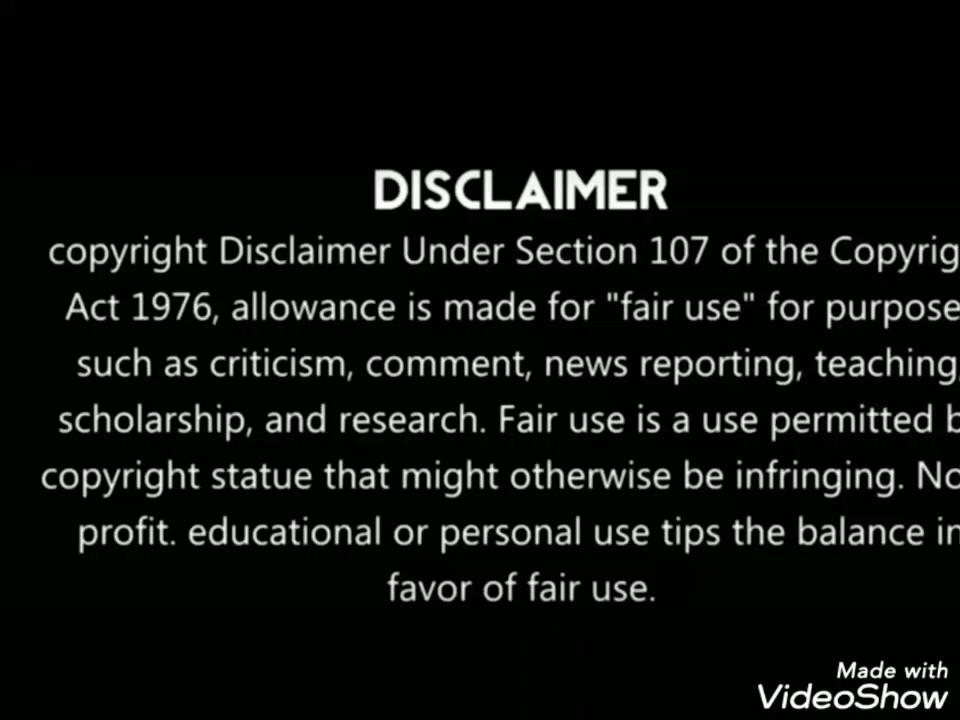 DISCLAIMER
copyright Disclaimer Under Section 107 of the Copyrig
Act 1976, allowance is made for "fair use" for purpose
such as criticism, comment, news reporting, teaching,
scholarship, and research. Fair use is a use permitted b
copyright statue that might otherwise be infringing. No
profit. educational or personal use tips the balance in
favor of fair use.
Made with
VideoShow